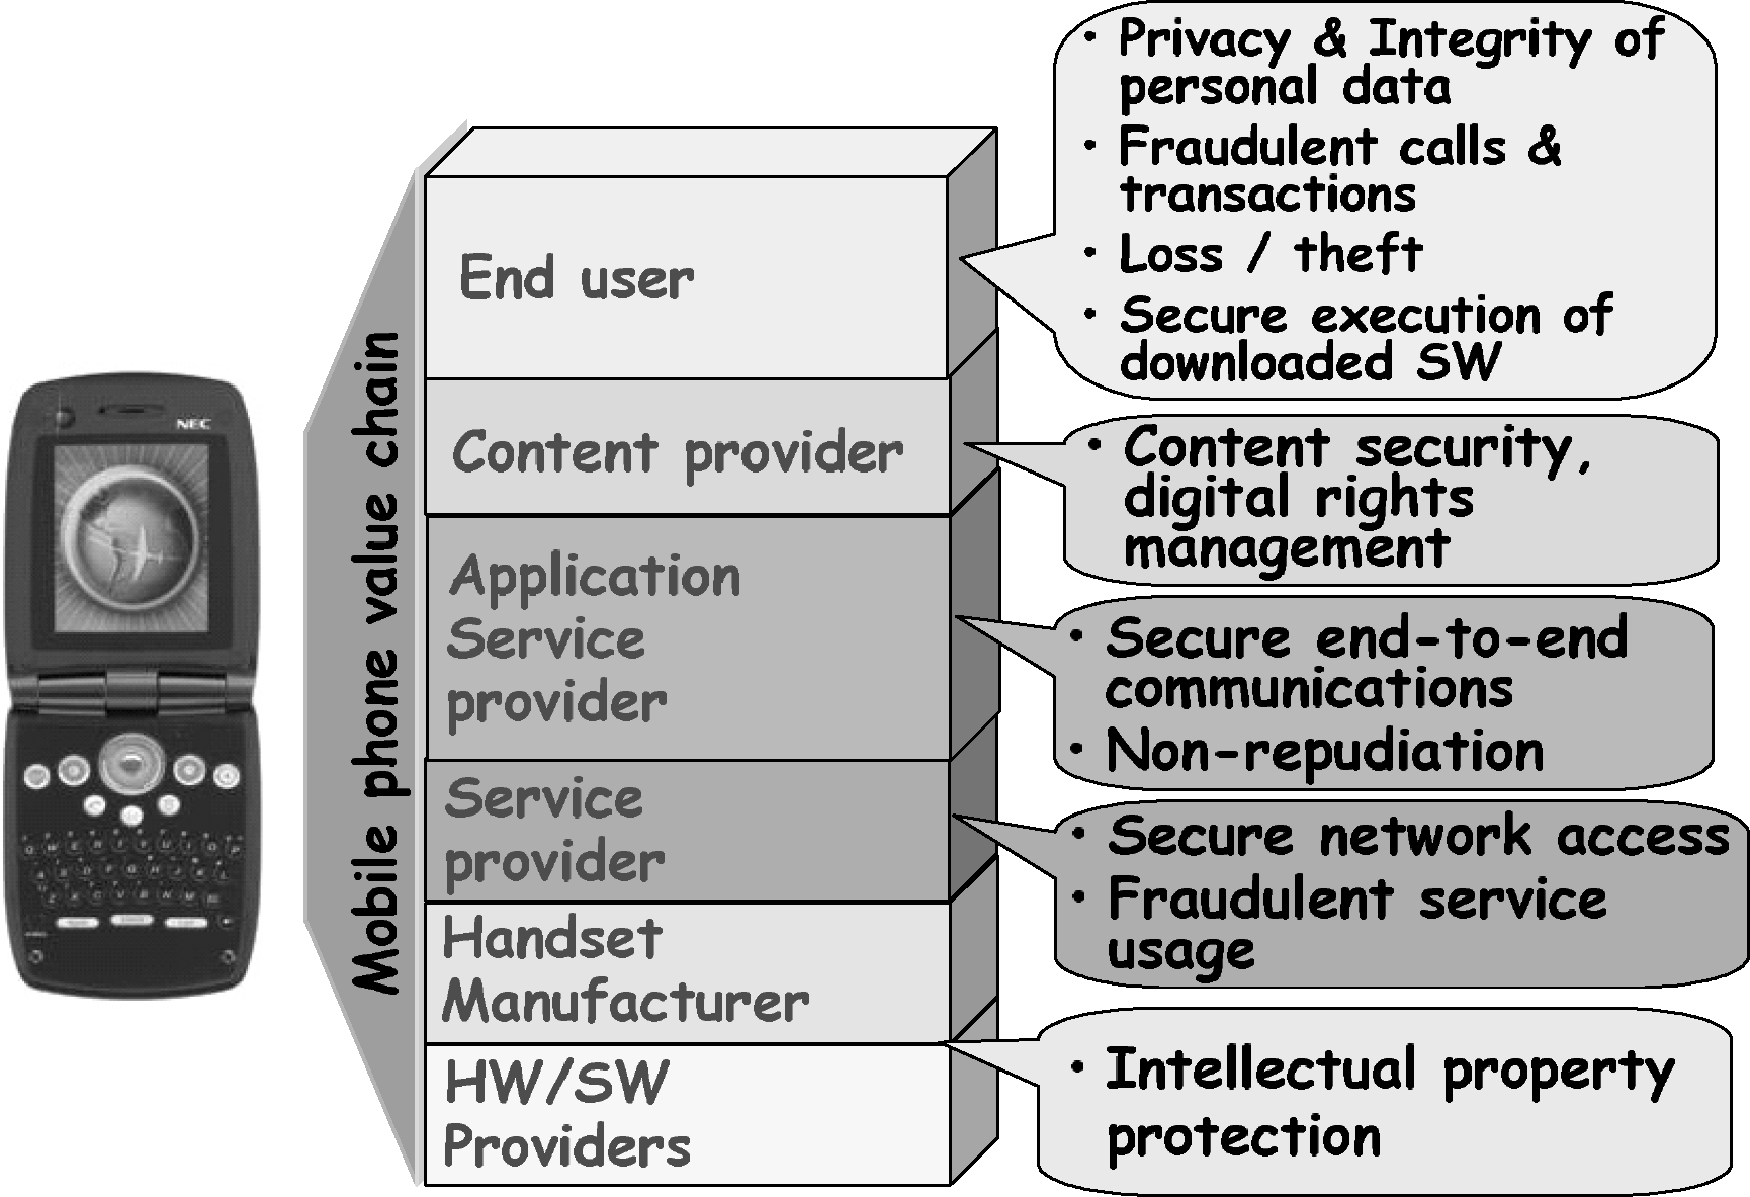 NEC
Mobile phone value chain
End user
Content provider
Application
Service
provider
Service
provider
Handset
Manufacturer
HW/SW
Providers
• Privacy & Integrity of
personal data
• Fraudulent calls &
transactions
• Loss / theft
• Secure execution of
downloaded SW
• Content security,
digital rights
management
• Secure end-to-end
communications
• Non-repudiation
• Secure network access
• Fraudulent service
usage
• Intellectual property
protection